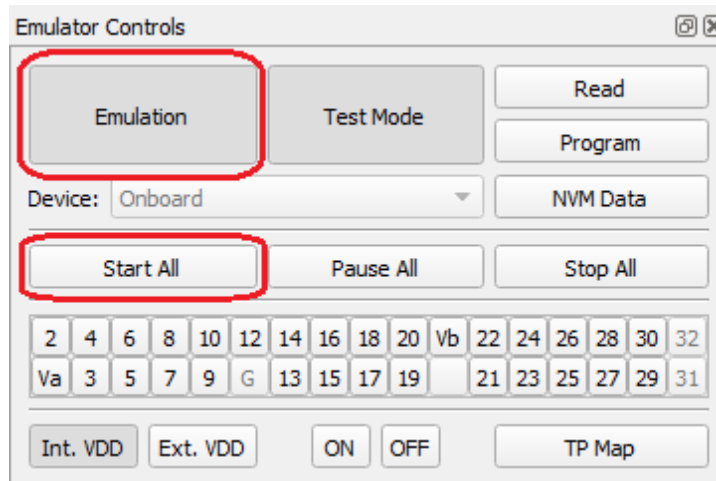 Emulator Controls
Emulation Test Mode Read
Program
Device: Onboard NVM Data
Start All Pause All Stop All
2 4 6 8 10 12 14 16 18 20 Vb 22 24 26 28 30 32
Va 3 5 7 9 G 13 15 17 19 21 23 25 27 29 31
Int. VDD Ext. VDD ON OFF TP Map